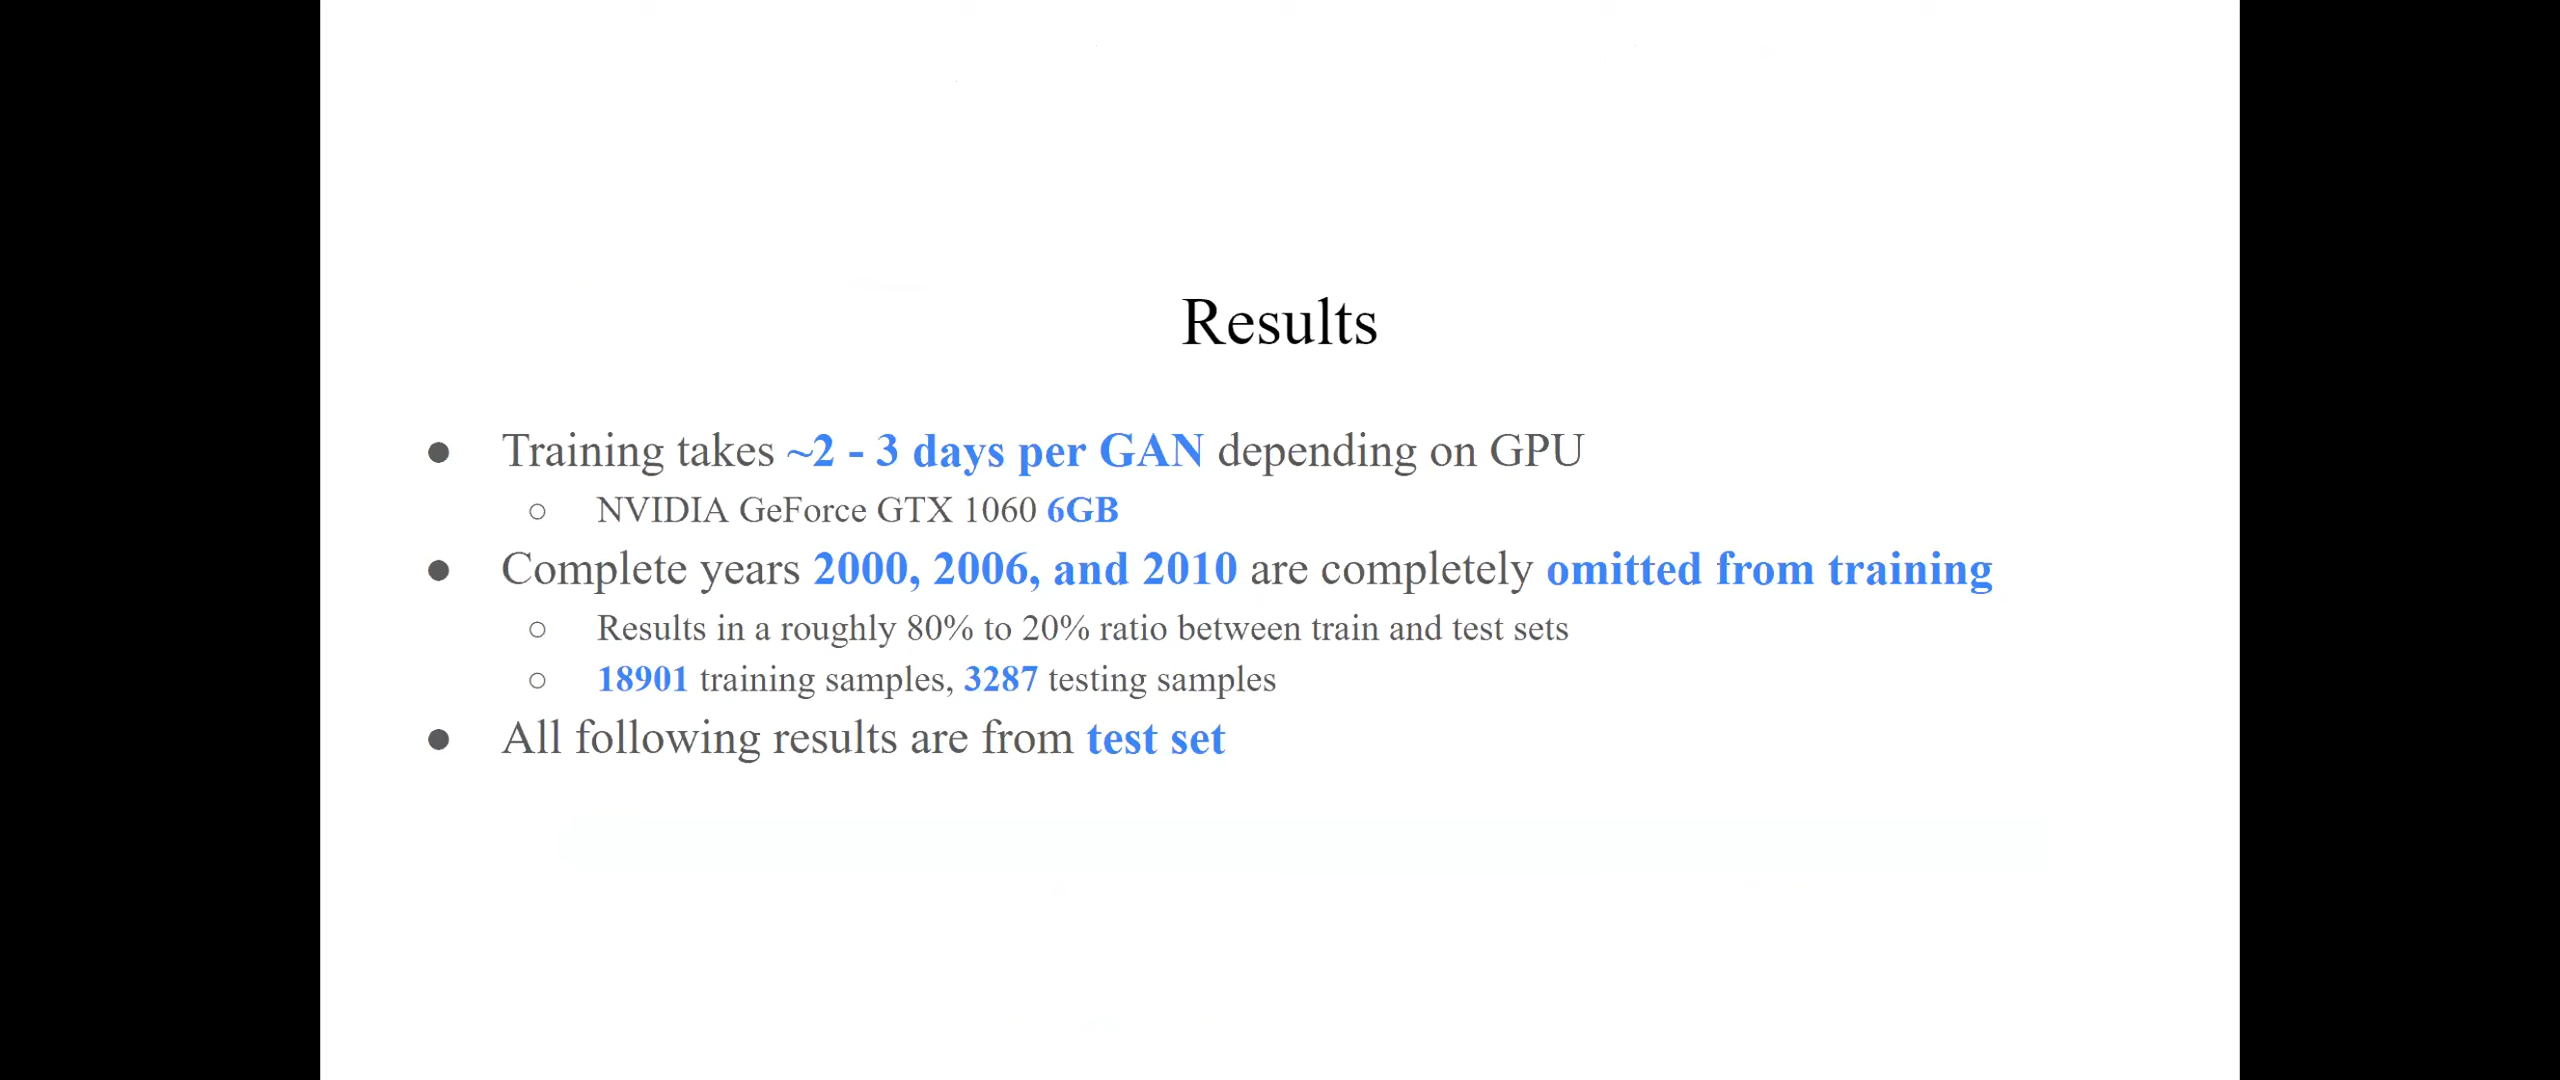 Results
● Training takes ~2 - 3 days per GAN depending on GPU
○ NVIDIA GeForce GTX 1060 6GB
● Complete years 2000, 2006, and 2010 are completely omitted from training
○ Results in a roughly 80% to 20% ratio between train and test sets
○ 18901 training samples, 3287 testing samples
● All following results are from test set